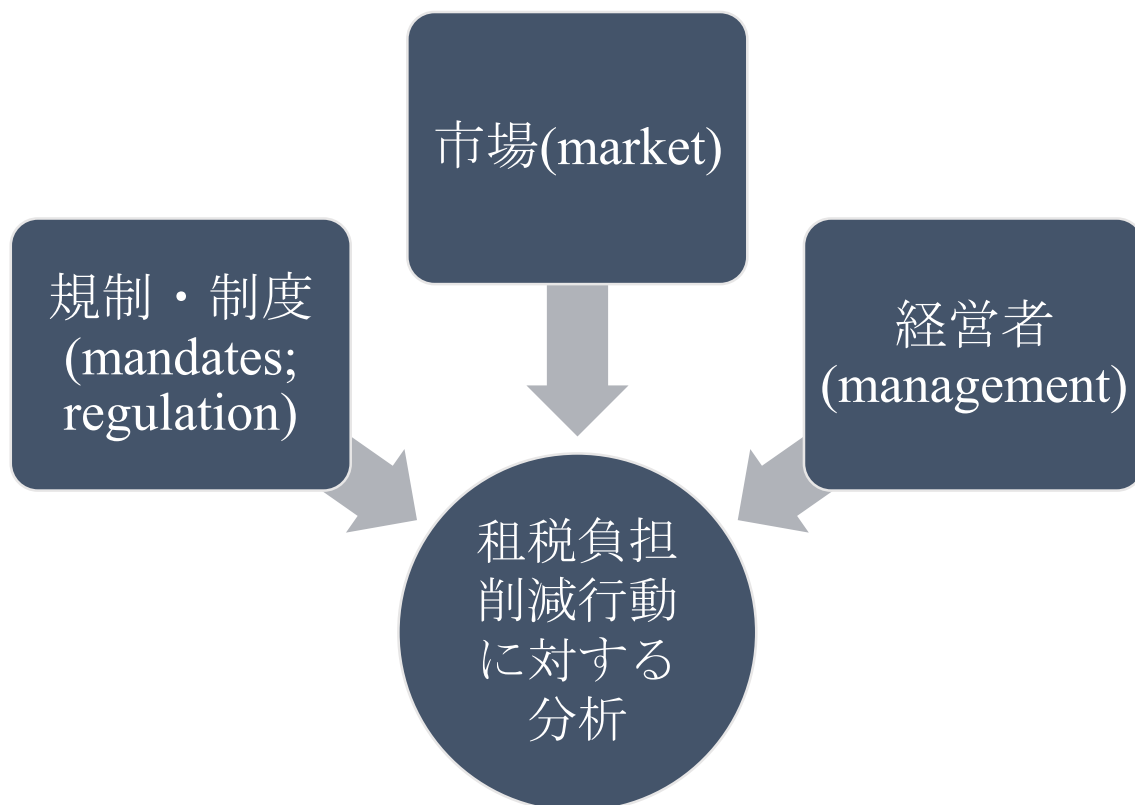 市場(market)
規制・制度
(mandates;
regulation)
経営者
(management)
租税負担
削減行動
に対する
分析